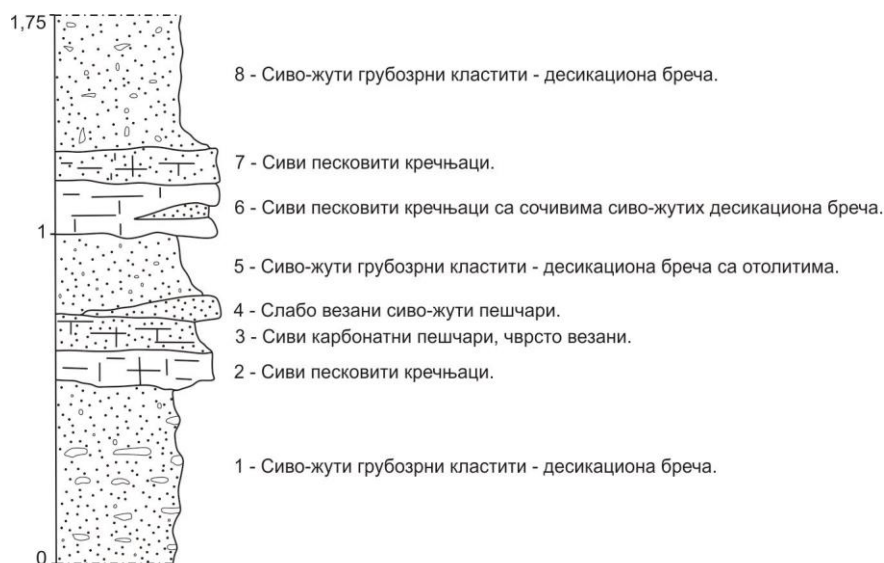 1,75
8 - Сиво-жути грубозрни кластити - десикациона бреча.
7 - Сиви песковити кречњаци.
6 - Сиви песковити кречњаци са сочивима сиво-жутих десикациона бреча.
1
5 - Сиво-жути грубозрни кластити - десикациона бреча са отолитима.
4 - Слабо везани сиво-жути пешчари.
3 - Сиви карбонатни пешчари, чврсто везани.
2 - Сиви песковити кречњаци.
1 - Сиво-жути грубозрни кластити - десикациона бреча.
0